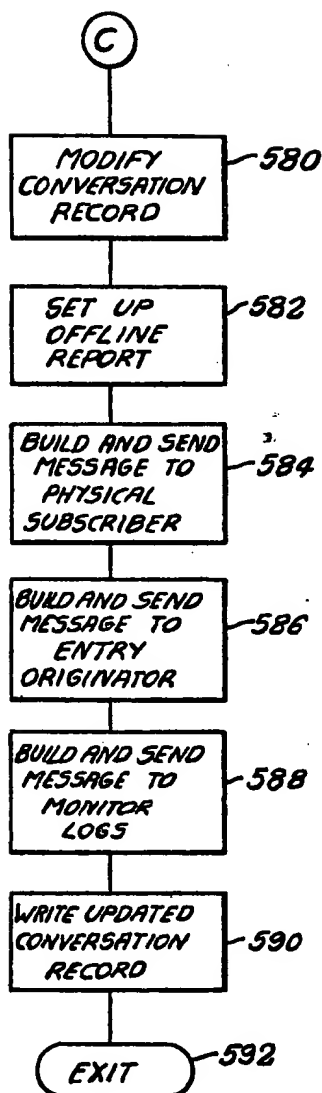 C
MODIFY
CONVERSATION
RECORD
580
SET UP
OFFLINE
REPORT
582
BUILD AND SEND
MESSAGE TO
PHYSICAL
SUBSCRIBER
584
BUILD AND SEND
MESSAGE TO
ENTRY
ORIGINATOR
586
BUILD AND SEND
MESSAGE TO
MONITOR
LOGS
588
WRITE UPDATED
CONVERSATION
RECORD
590
EXIT
592